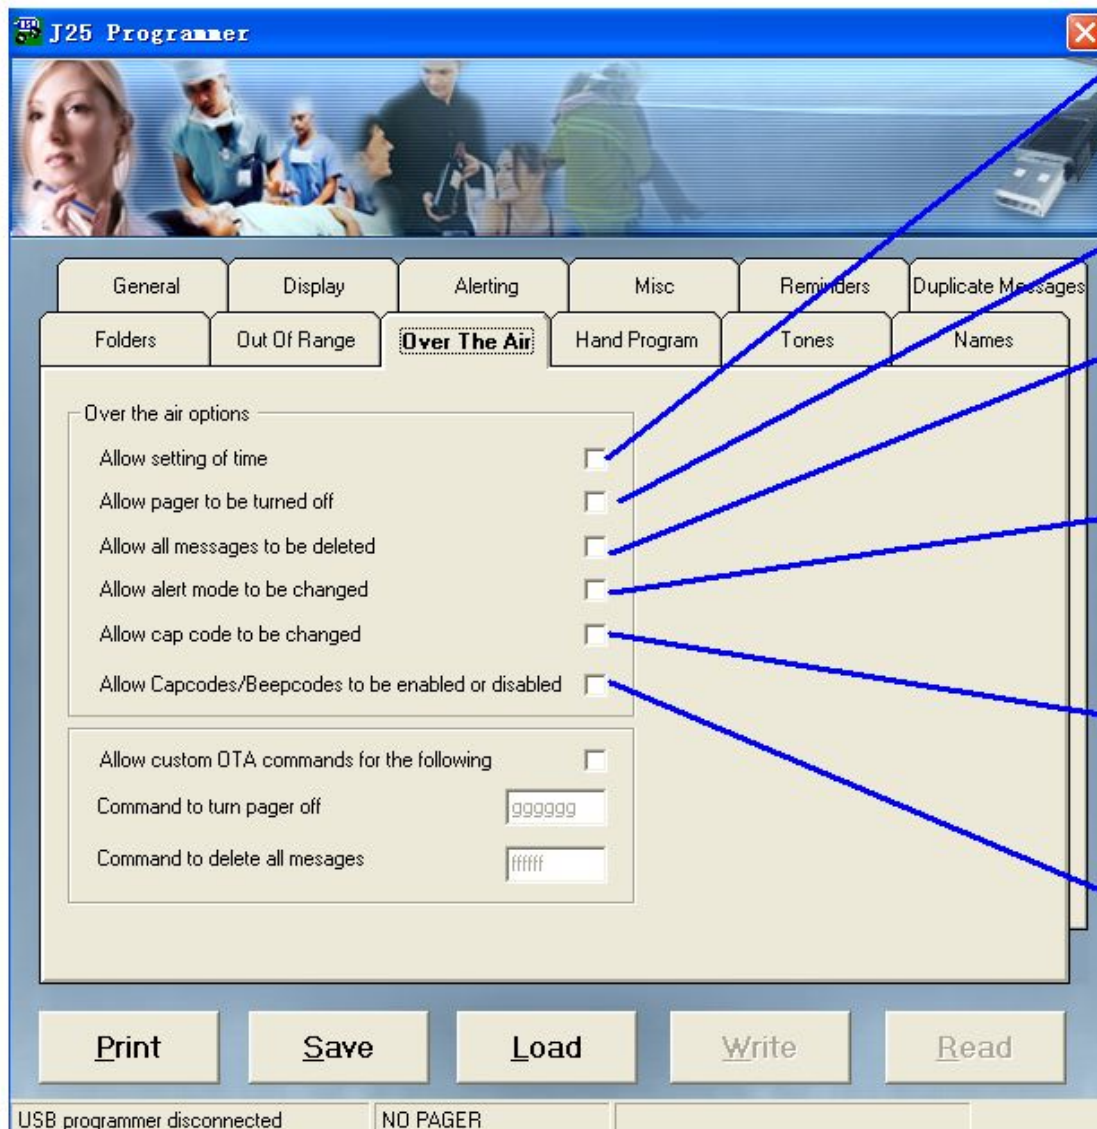 J25 Programmer
General Display Alerting Misc Reminders Duplicate Messages
Folders Out Of Range Over The Air Hand Program Tones Names
Over the air options
Allow setting of time
Allow pager to be turned off
Allow all messages to be deleted
Allow alert mode to be changed
Allow cap code to be changed
Allow Capcodes/Beepcodes to be enabled or disabled
Allow custom OTA commands for the following
Command to turn pager off gggggg
Command to delete all mesages ffffff
Print Save Load Write Read
USB programmer disconnected NO PAGER